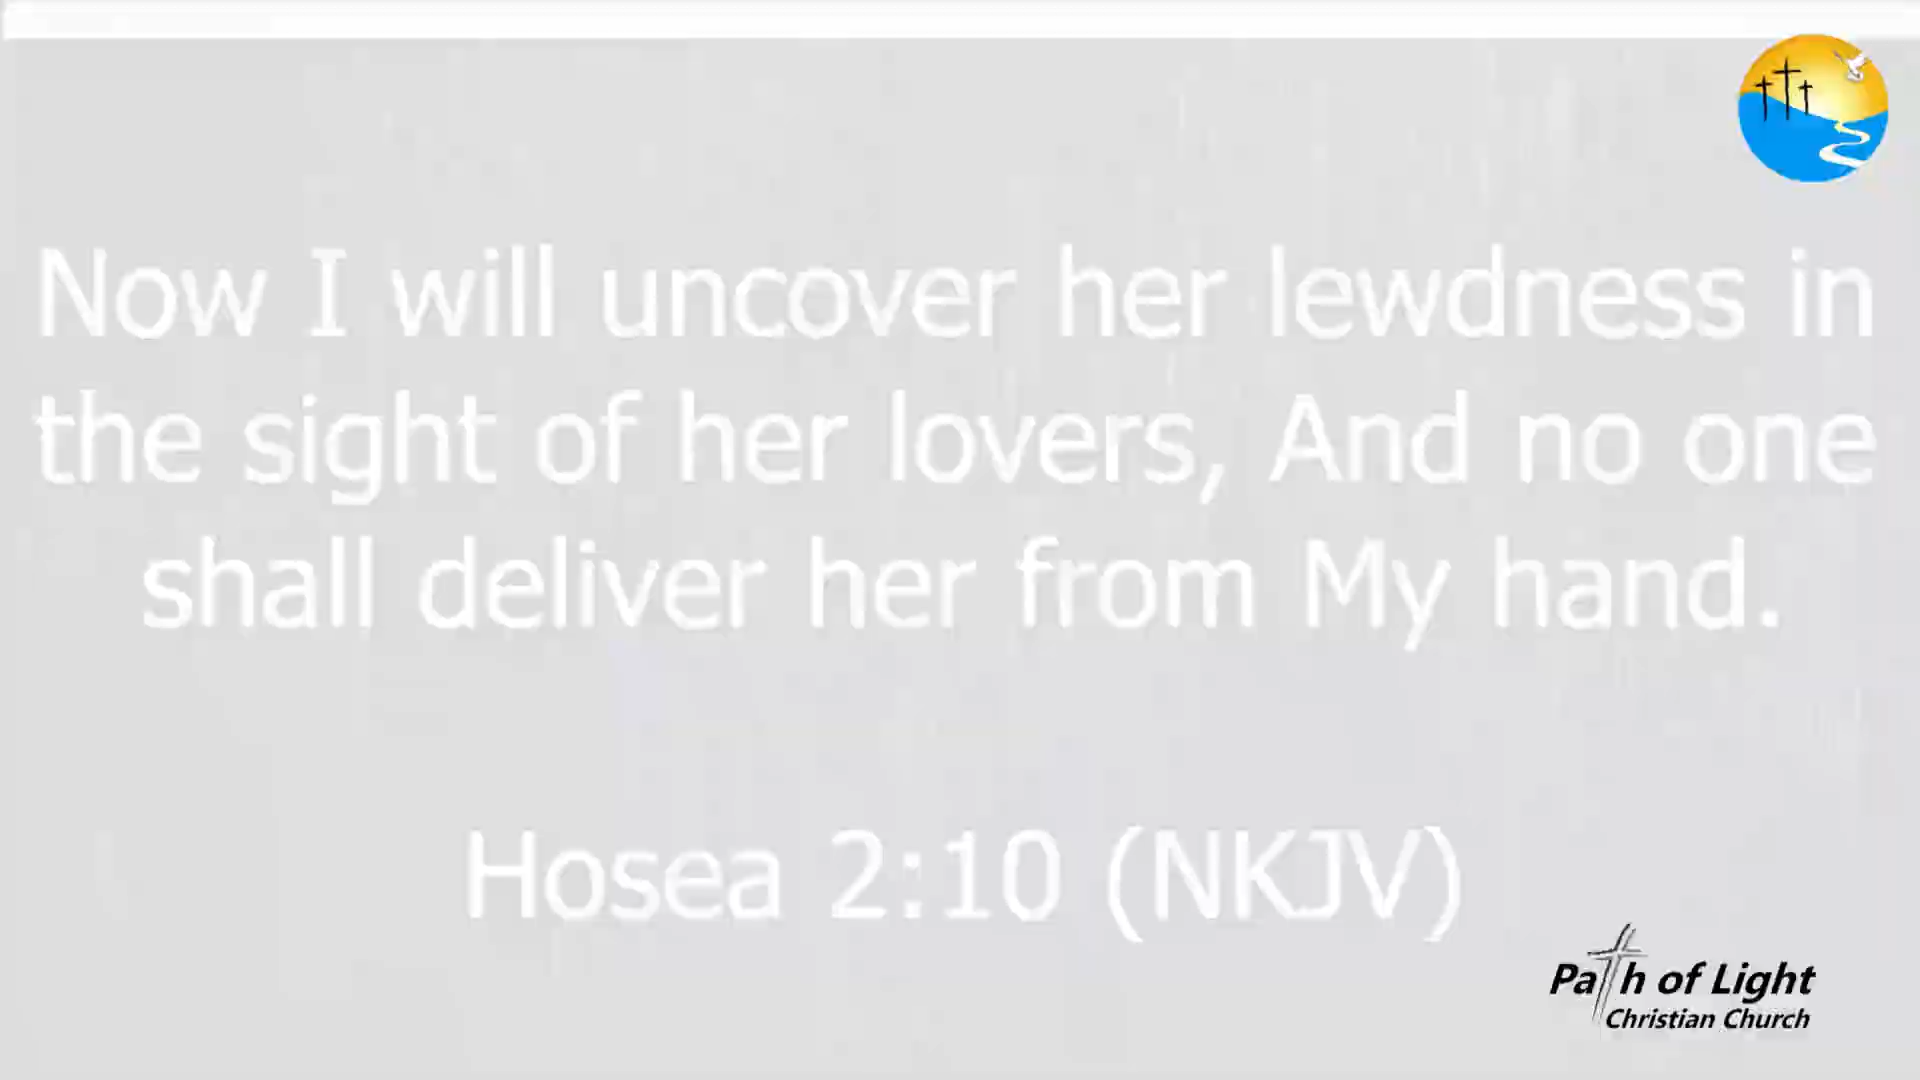 Now I will uncover her lewdness in
the sight of her lovers, And no one
shall deliver her from My hand.
Hosea 2:10 (NKJV)
Path of Light
Christian Church